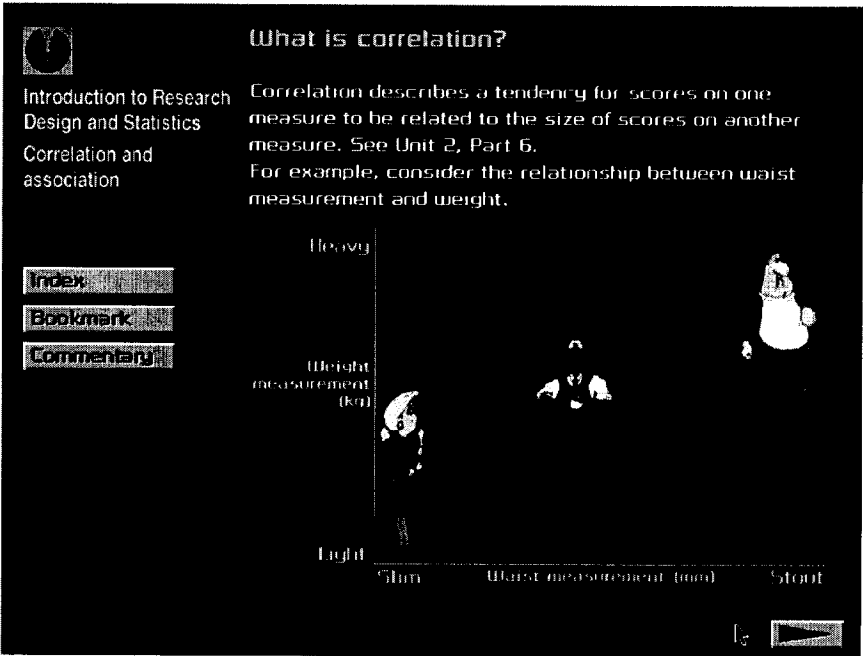 What is correlation?
Introduction to Research
Design and Statistics
Correlation and
association
Correlation describes a tendency for scores on one
measure to be related to the size of scores on another
measure. See Unit 2, Part 6.
For example, consider the relationship between waist
measurement and weight.
Index
Bookmark
Commentary
Heavy
Weight
measurement
(kg)
Light
Slim
Waist measurement (mm)
Stout